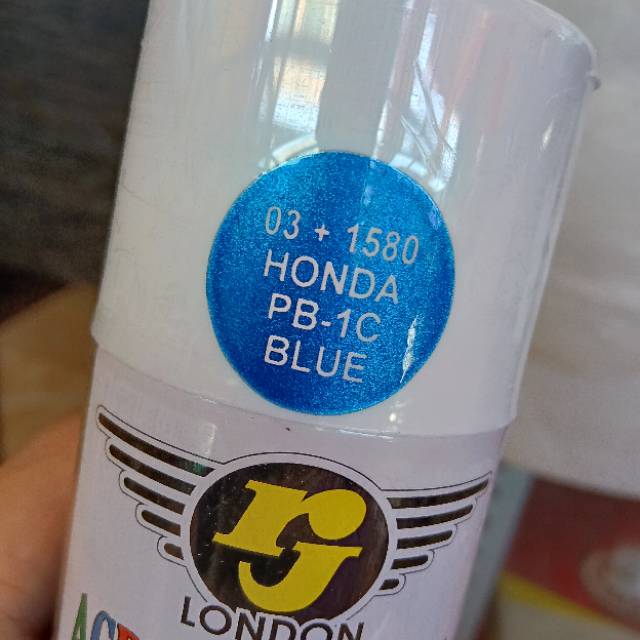 03 + 1580
HONDA
PB-1C
BLUE
rj
LONDON